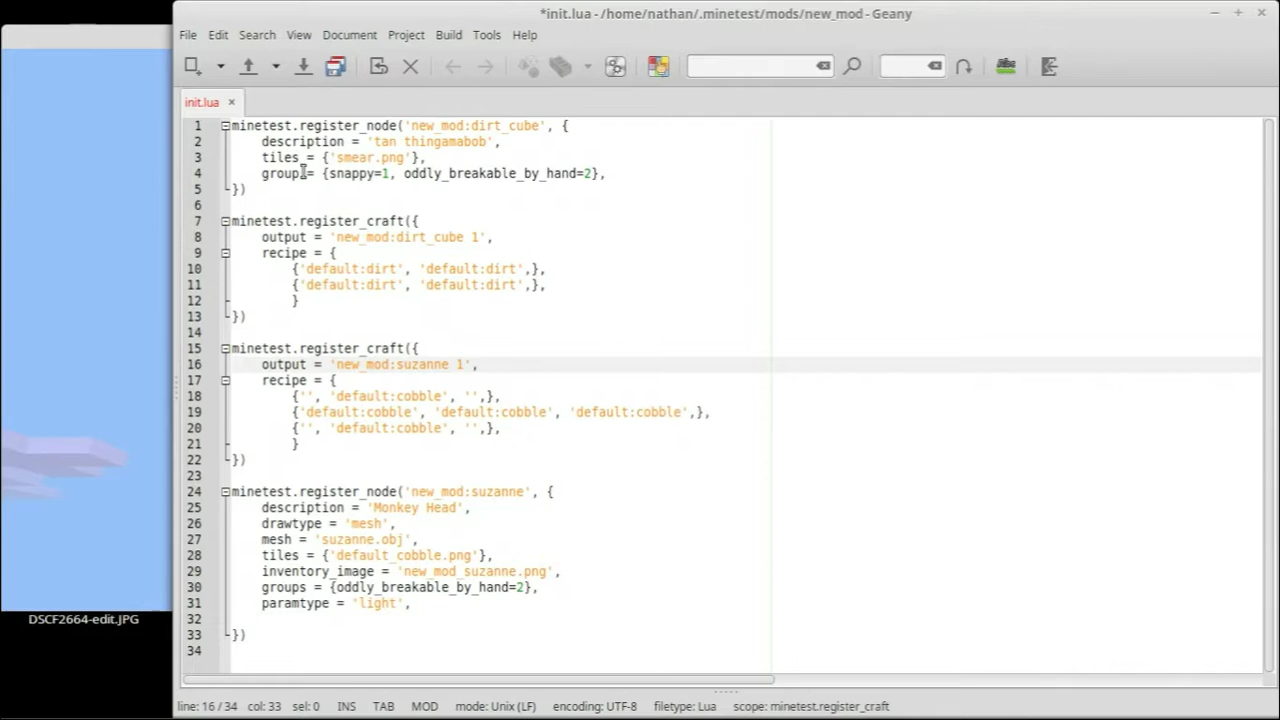 *init.lua - /home/nathan/.minetest/mods/new_mod - Geany
File Edit Search View Document Project Build Tools Help
init.lua
1 minetest.register_node('new_mod:dirt_cube', {
2 description = 'tan thingamabob',
3 tiles = {'smear.png'},
4 groups = {snappy=1, oddly_breakable_by_hand=2},
5 })
6
7 minetest.register_craft({
8 output = 'new_mod:dirt_cube 1',
9 recipe = {
10 {'default:dirt', 'default:dirt',},
11 {'default:dirt', 'default:dirt',},
12 }
13 })
14
15 minetest.register_craft({
16 output = 'new_mod:suzanne 1',
17 recipe = {
18 {'', 'default:cobble', '',},
19 {'default:cobble', 'default:cobble', 'default:cobble',},
20 {'', 'default:cobble', '',},
21 }
22 })
23
24 minetest.register_node('new_mod:suzanne', {
25 description = 'Monkey Head',
26 drawtype = 'mesh',
27 mesh = 'suzanne.obj',
28 tiles = {'default_cobble.png'},
29 inventory_image = 'new_mod_suzanne.png',
30 groups = {oddly_breakable_by_hand=2},
31 paramtype = 'light',
32
33 })
34
DSCF2664-edit.JPG
line: 16 / 34 col: 33 sel: 0 INS TAB MOD mode: Unix (LF) encoding: UTF-8 filetype: Lua scope: minetest.register_craft